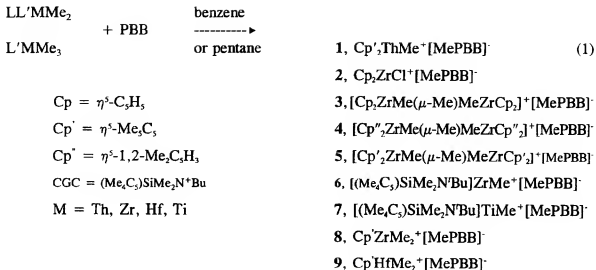 LL'MMe₂ benzene
+ PBB ---------->
L'MMe₃ or pentane
1, Cp'₂ThMe⁺[MePBB]⁻ (1)
2, Cp₂ZrCl⁺[MePBB]⁻
Cp = η⁵-C₅H₅ 3, [Cp₂ZrMe(μ-Me)MeZrCp₂]⁺[MePBB]⁻
Cp' = η⁵-Me₅C₅ 4, [Cp"₂ZrMe(μ-Me)MeZrCp"₂]⁺[MePBB]⁻
Cp" = η⁵-1,2-Me₂C₅H₃ 5, [Cp'₂ZrMe(μ-Me)MeZrCp'₂]⁺[MePBB]⁻
CGC = (Me₄C₅)SiMe₂N⁺Bu 6, [(Me₄C₅)SiMe₂NᵗBu]ZrMe⁺[MePBB]⁻
M = Th, Zr, Hf, Ti 7, [(Me₄C₅)SiMe₂NᵗBu]TiMe⁺[MePBB]⁻
8, Cp'ZrMe₂⁺[MePBB]⁻
9, Cp'HfMe₂⁺[MePBB]⁻